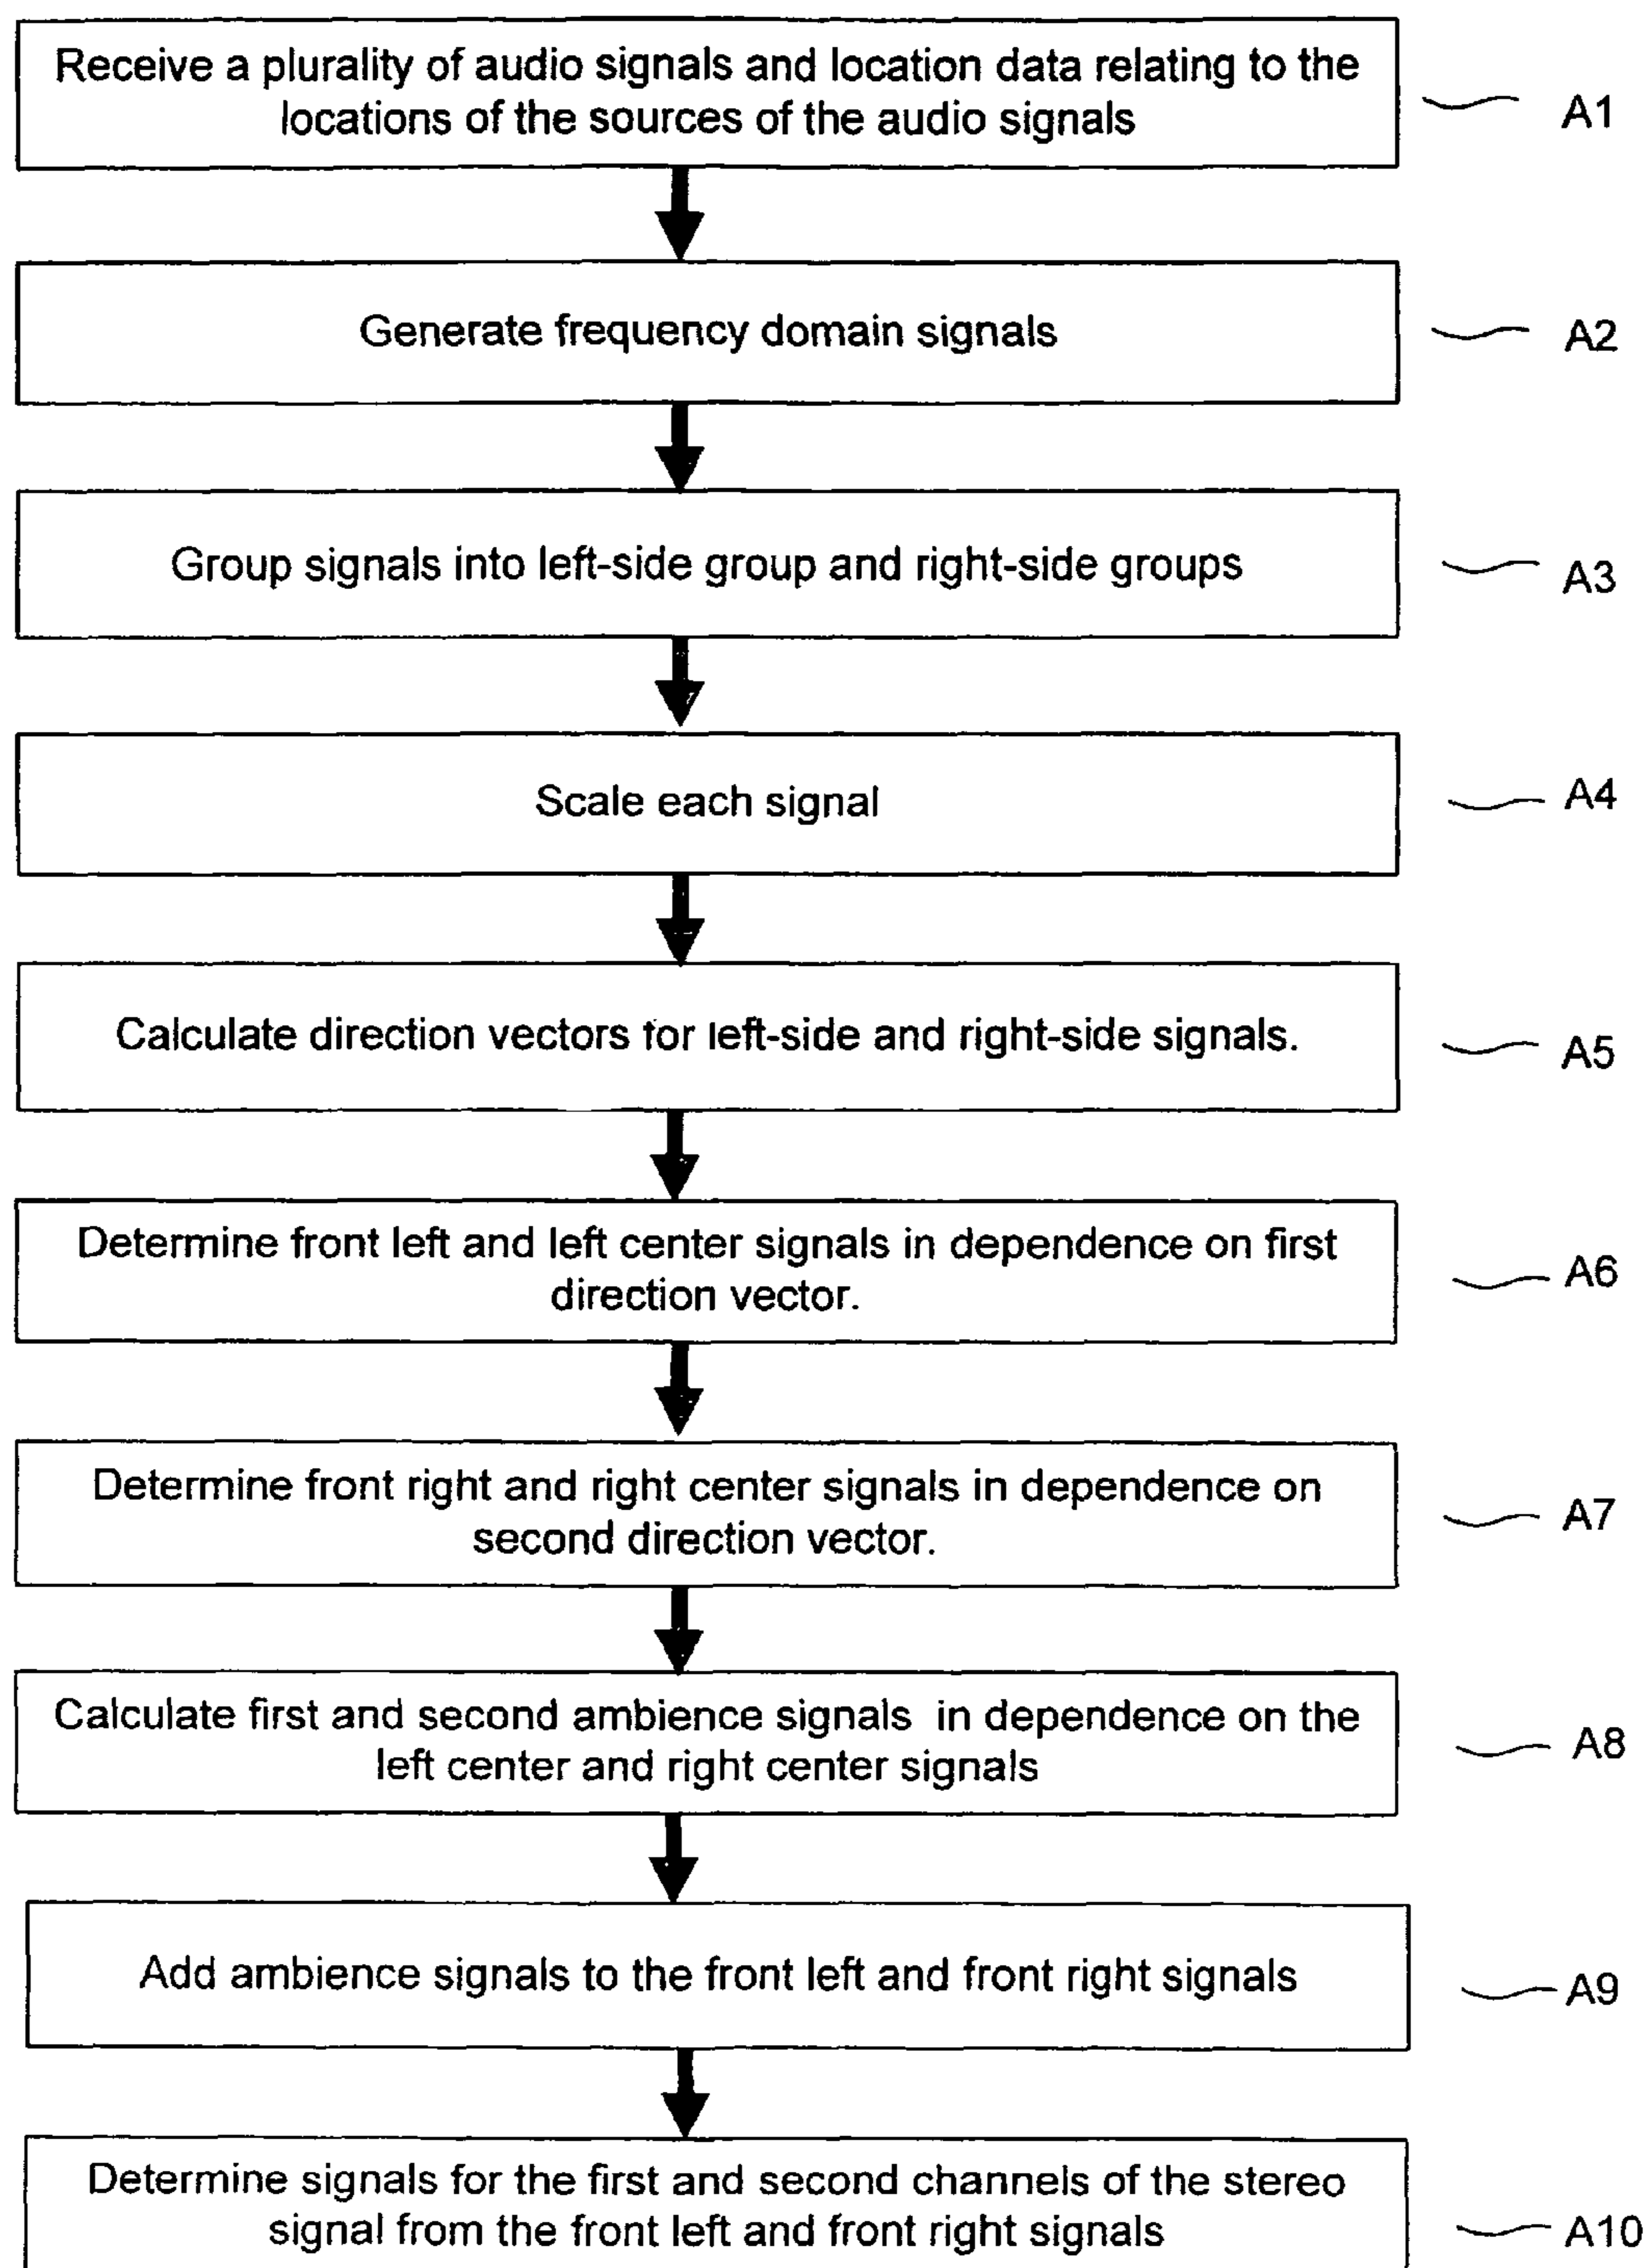 Receive a plurality of audio signals and location data relating to the
locations of the sources of the audio signals
A1
Generate frequency domain signals
A2
Group signals into left-side group and right-side groups
A3
Scale each signal
A4
Calculate direction vectors for left-side and right-side signals.
A5
Determine front left and left center signals in dependence on first
direction vector.
A6
Determine front right and right center signals in dependence on
second direction vector.
A7
Calculate first and second ambience signals in dependence on the
left center and right center signals
A8
Add ambience signals to the front left and front right signals
A9
Determine signals for the first and second channels of the stereo
signal from the front left and front right signals
A10